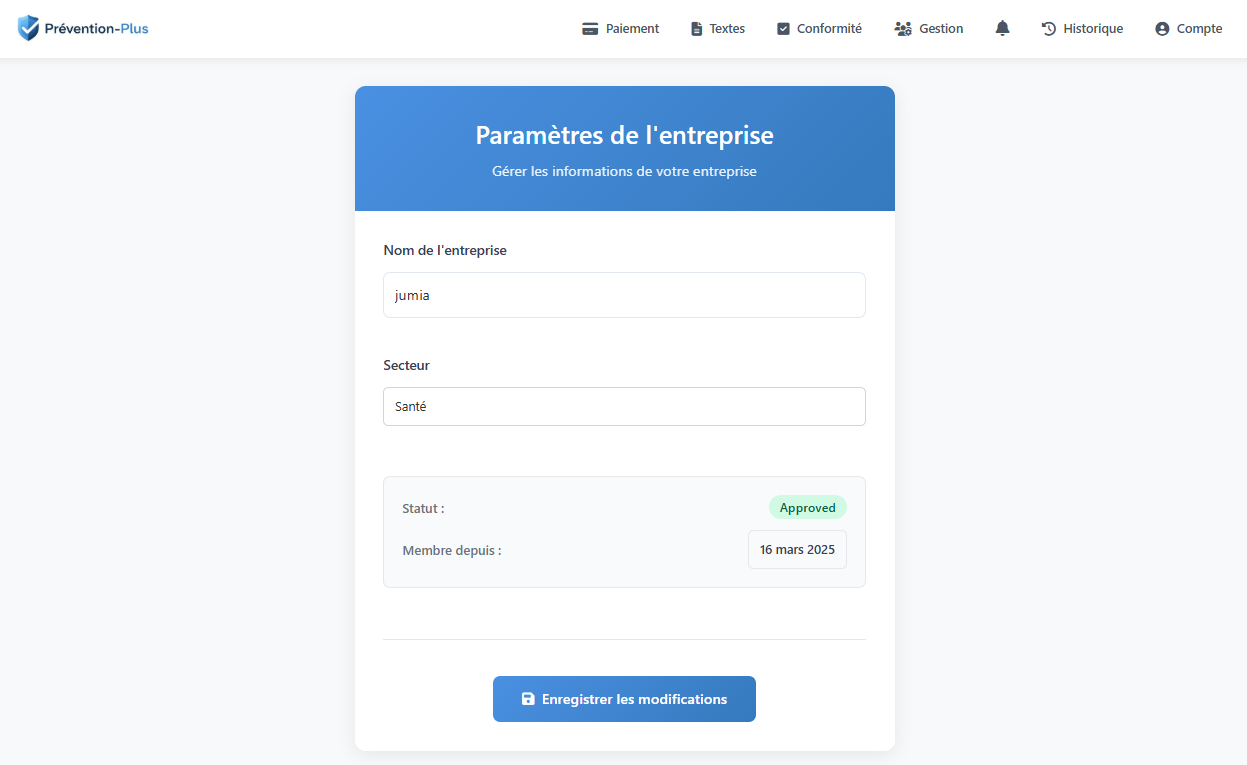 Prévention-Plus
Paiement
Textes
Conformité
Gestion
Historique
Compte
Paramètres de l'entreprise
Gérer les informations de votre entreprise
Nom de l'entreprise
jumia
Secteur
Santé
Statut :
Approved
Membre depuis :
16 mars 2025
Enregistrer les modifications